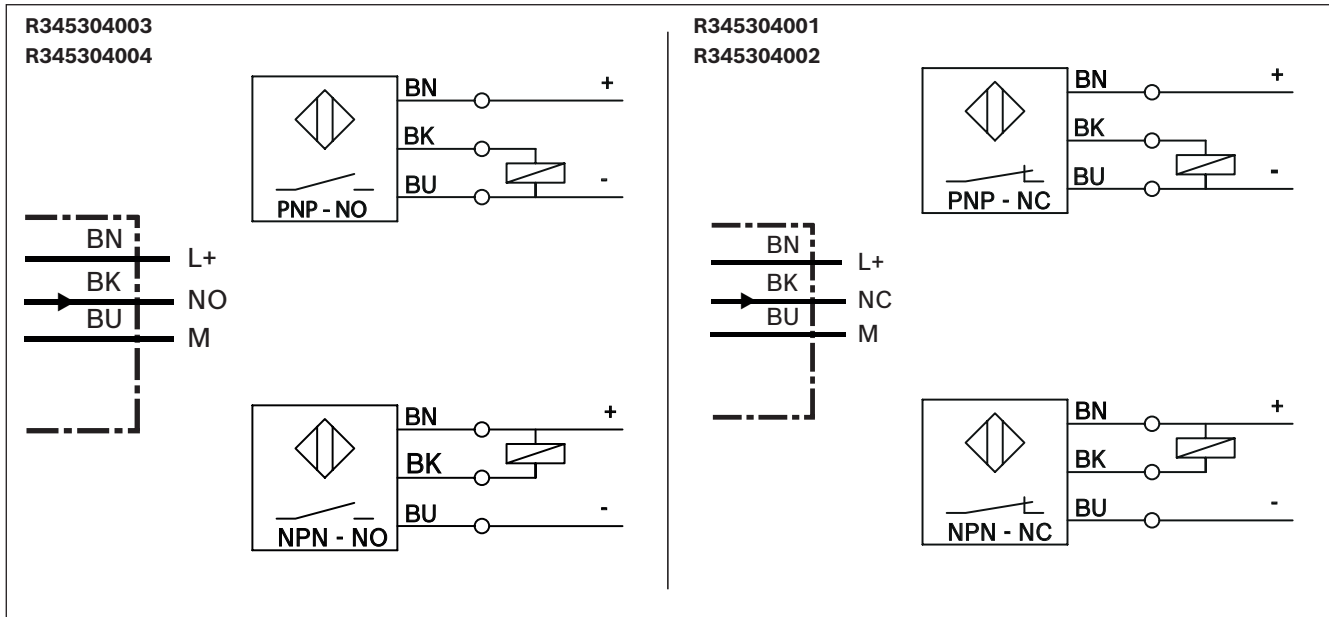 R345304003
R345304004
BN +
BK
BU -
PNP - NO
BN L+
BK NO
BU M
BN +
BK
BU -
NPN - NO
R345304001
R345304002
BN +
BK
BU -
PNP - NC
BN L+
BK NC
BU M
BN +
BK
BU -
NPN - NC